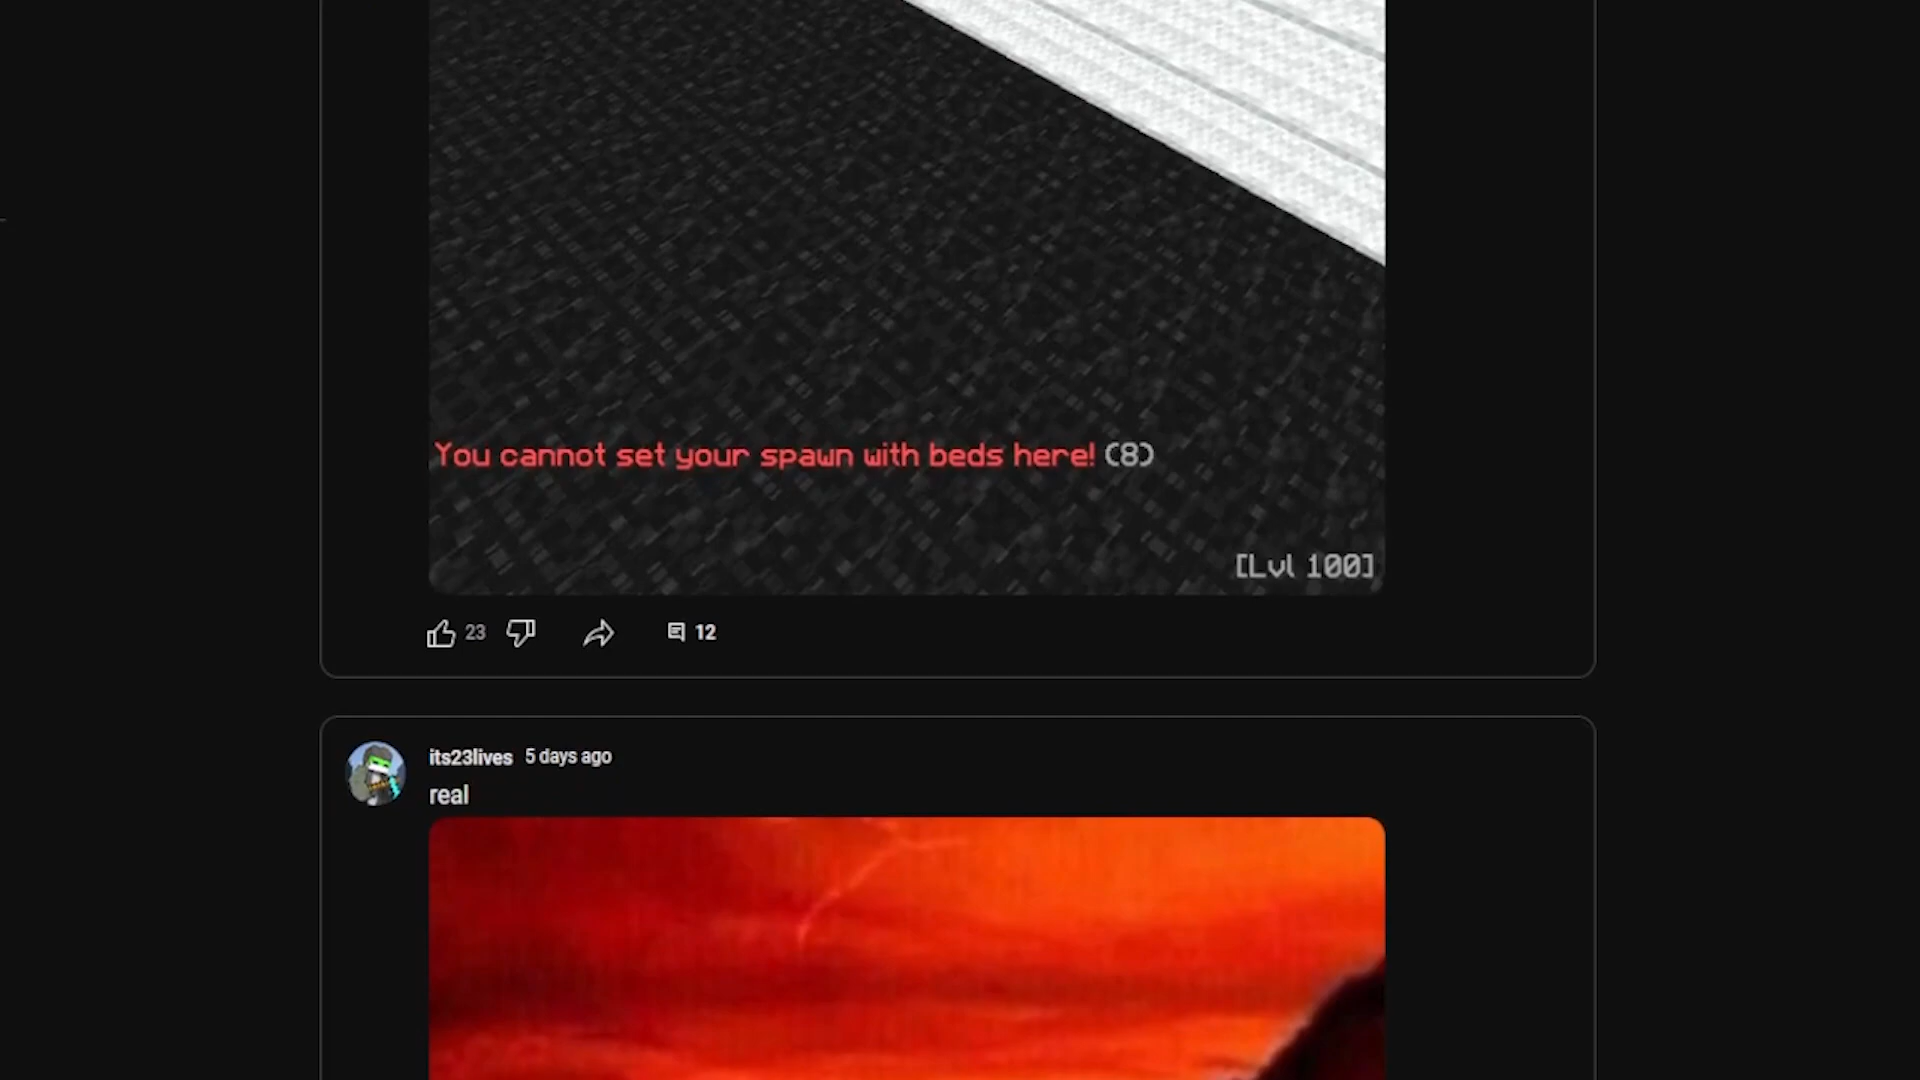 You cannot set your spawn with beds here! (8)
[Lvl 100]
23 12
its23lives 5 days ago
real